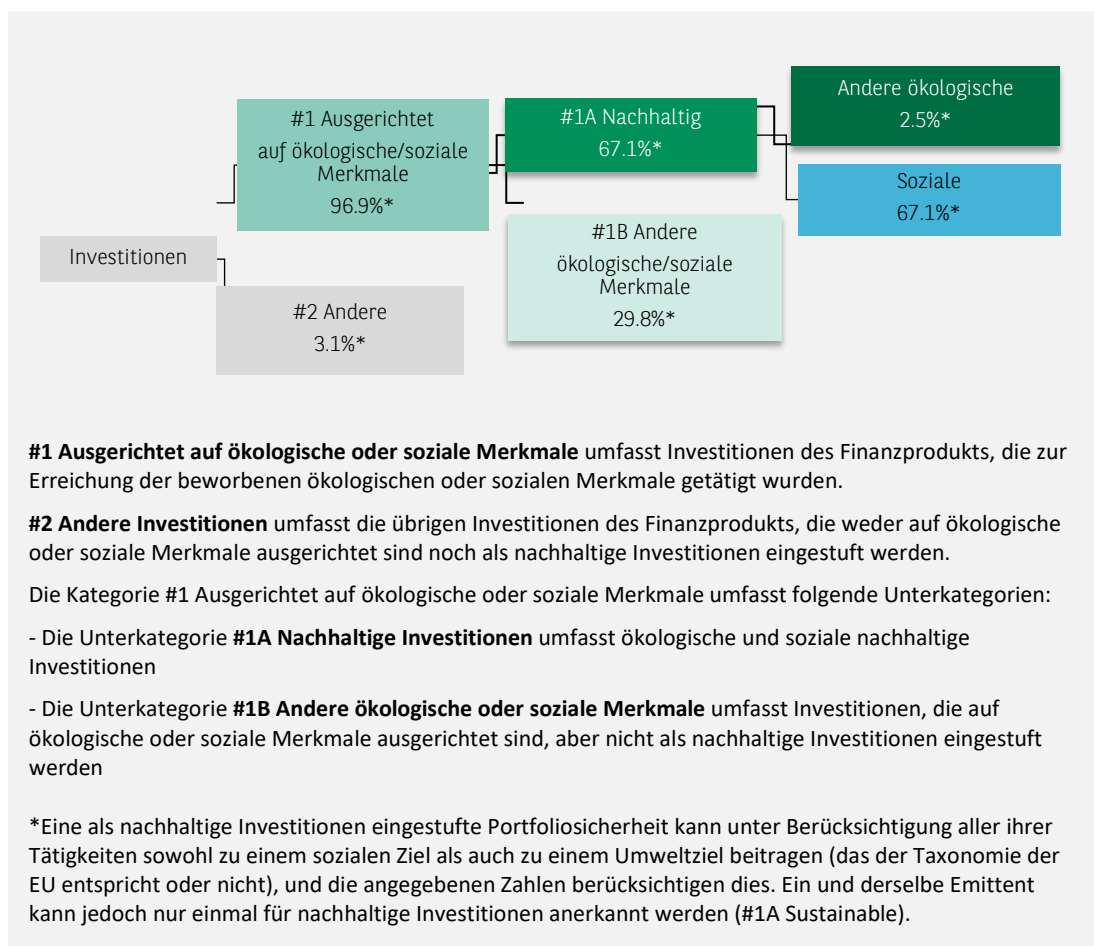 Investitionen
#1 Ausgerichtet
auf ökologische/soziale
Merkmale
96.9%*
#2 Andere
3.1%*
#1A Nachhaltig
67.1%*
#1B Andere
ökologische/soziale
Merkmale
29.8%*
Andere ökologische
2.5%*
Soziale
67.1%*
#1 Ausgerichtet auf ökologische oder soziale Merkmale umfasst Investitionen des Finanzprodukts, die zur
Erreichung der beworbenen ökologischen oder sozialen Merkmale getätigt wurden.
#2 Andere Investitionen umfasst die übrigen Investitionen des Finanzprodukts, die weder auf ökologische
oder soziale Merkmale ausgerichtet sind noch als nachhaltige Investitionen eingestuft werden.
Die Kategorie #1 Ausgerichtet auf ökologische oder soziale Merkmale umfasst folgende Unterkategorien:
- Die Unterkategorie #1A Nachhaltige Investitionen umfasst ökologische und soziale nachhaltige
Investitionen
- Die Unterkategorie #1B Andere ökologische oder soziale Merkmale umfasst Investitionen, die auf
ökologische oder soziale Merkmale ausgerichtet sind, aber nicht als nachhaltige Investitionen eingestuft
werden
*Eine als nachhaltige Investitionen eingestufte Portfoliosicherheit kann unter Berücksichtigung aller ihrer
Tätigkeiten sowohl zu einem sozialen Ziel als auch zu einem Umweltziel beitragen (das der Taxonomie der
EU entspricht oder nicht), und die angegebenen Zahlen berücksichtigen dies. Ein und derselbe Emittent
kann jedoch nur einmal für nachhaltige Investitionen anerkannt werden (#1A Sustainable).